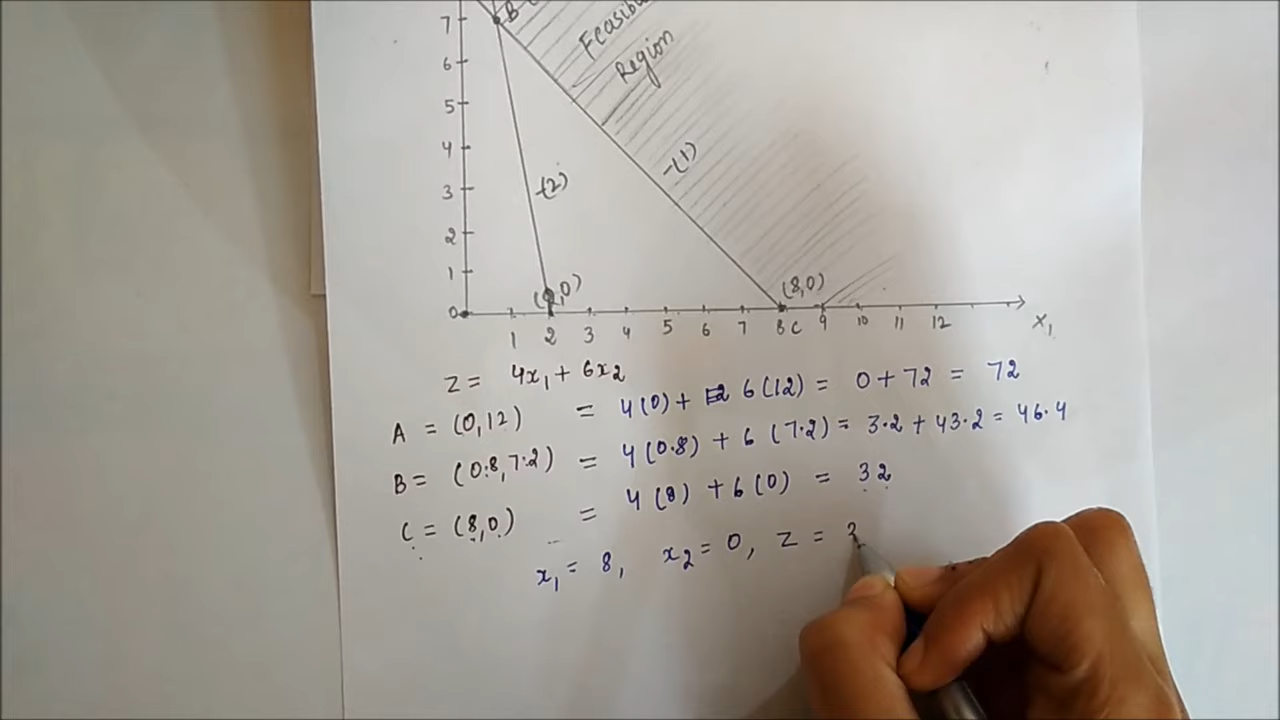 7 B
Feasib
Region
6
5
4
3
2
1
0
-(1)
-(2)
(2,0)
(8,0)
1 2 3 4 5 6 7 8 C 9 10 11 12
x₁
Z = 4x₁ + 6x₂
A = (0,12) = 4(0) + 6(12) = 0 + 72 = 72
B = (0.8, 7.2) = 4(0.8) + 6(7.2) = 3.2 + 43.2 = 46.4
C = (8,0) = 4(8) + 6(0) = 32
x₁ = 8, x₂ = 0, Z = 3